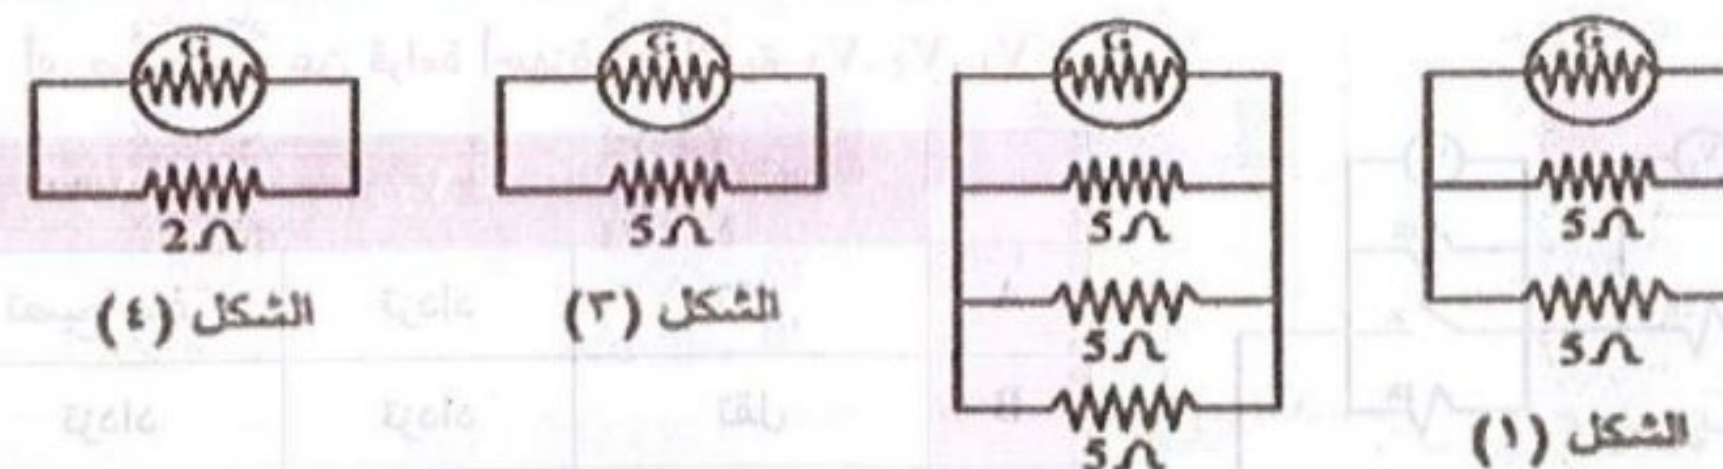 G G G G
5Ω 5Ω 5Ω 2Ω
5Ω 5Ω
5Ω
الشكل (١)
الشكل (٣)
الشكل (٤)